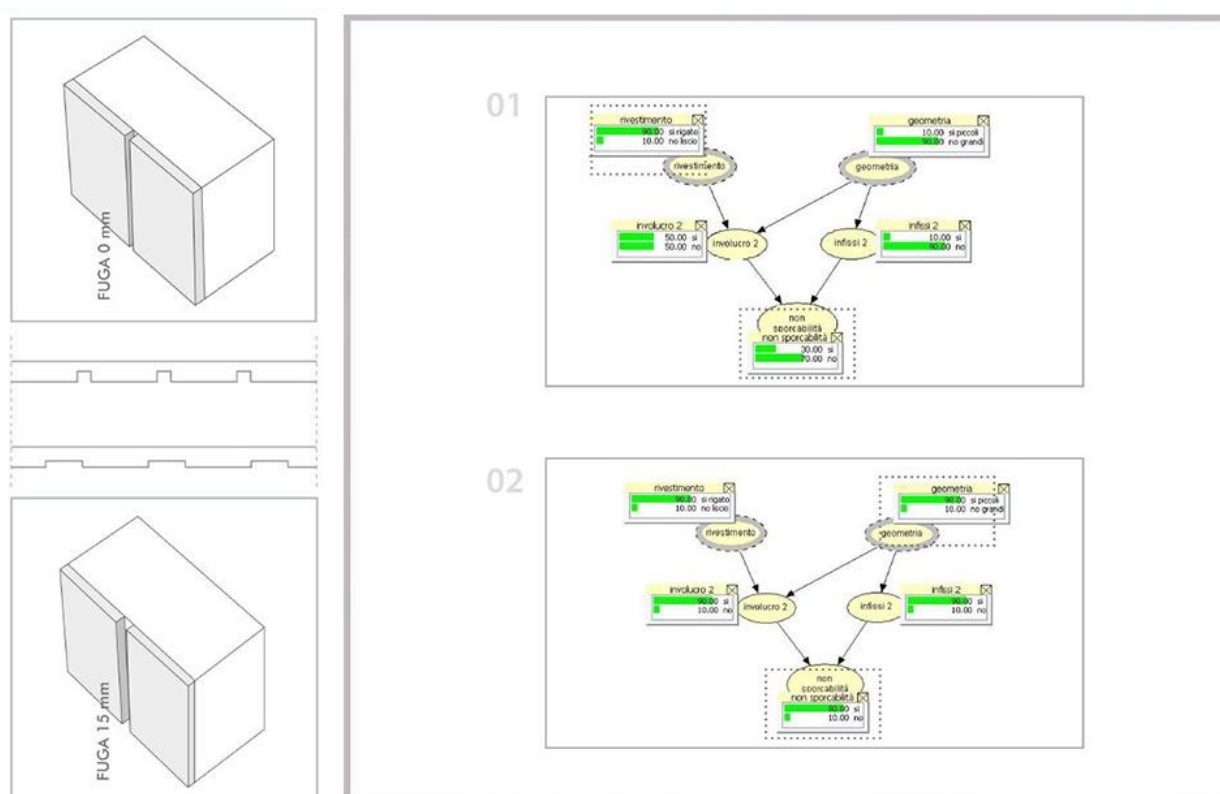 FUGA 0 mm
FUGA 15 mm
01
rivestimento
90.00 si rigato
10.00 no liscio
rivestimento
geometria
10.00 si piccoli
90.00 no grandi
geometria
involucro 2
50.00 si
50.00 no
involucro 2
infissi 2
10.00 si
90.00 no
infissi 2
non
sporcabilità
non sporcabilità
30.00 si
70.00 no
02
rivestimento
90.00 si rigato
10.00 no liscio
rivestimento
geometria
90.00 si piccoli
10.00 no grandi
geometria
involucro 2
90.00 si
10.00 no
involucro 2
infissi 2
90.00 si
10.00 no
infissi 2
non
sporcabilità
non sporcabilità
90.00 si
10.00 no